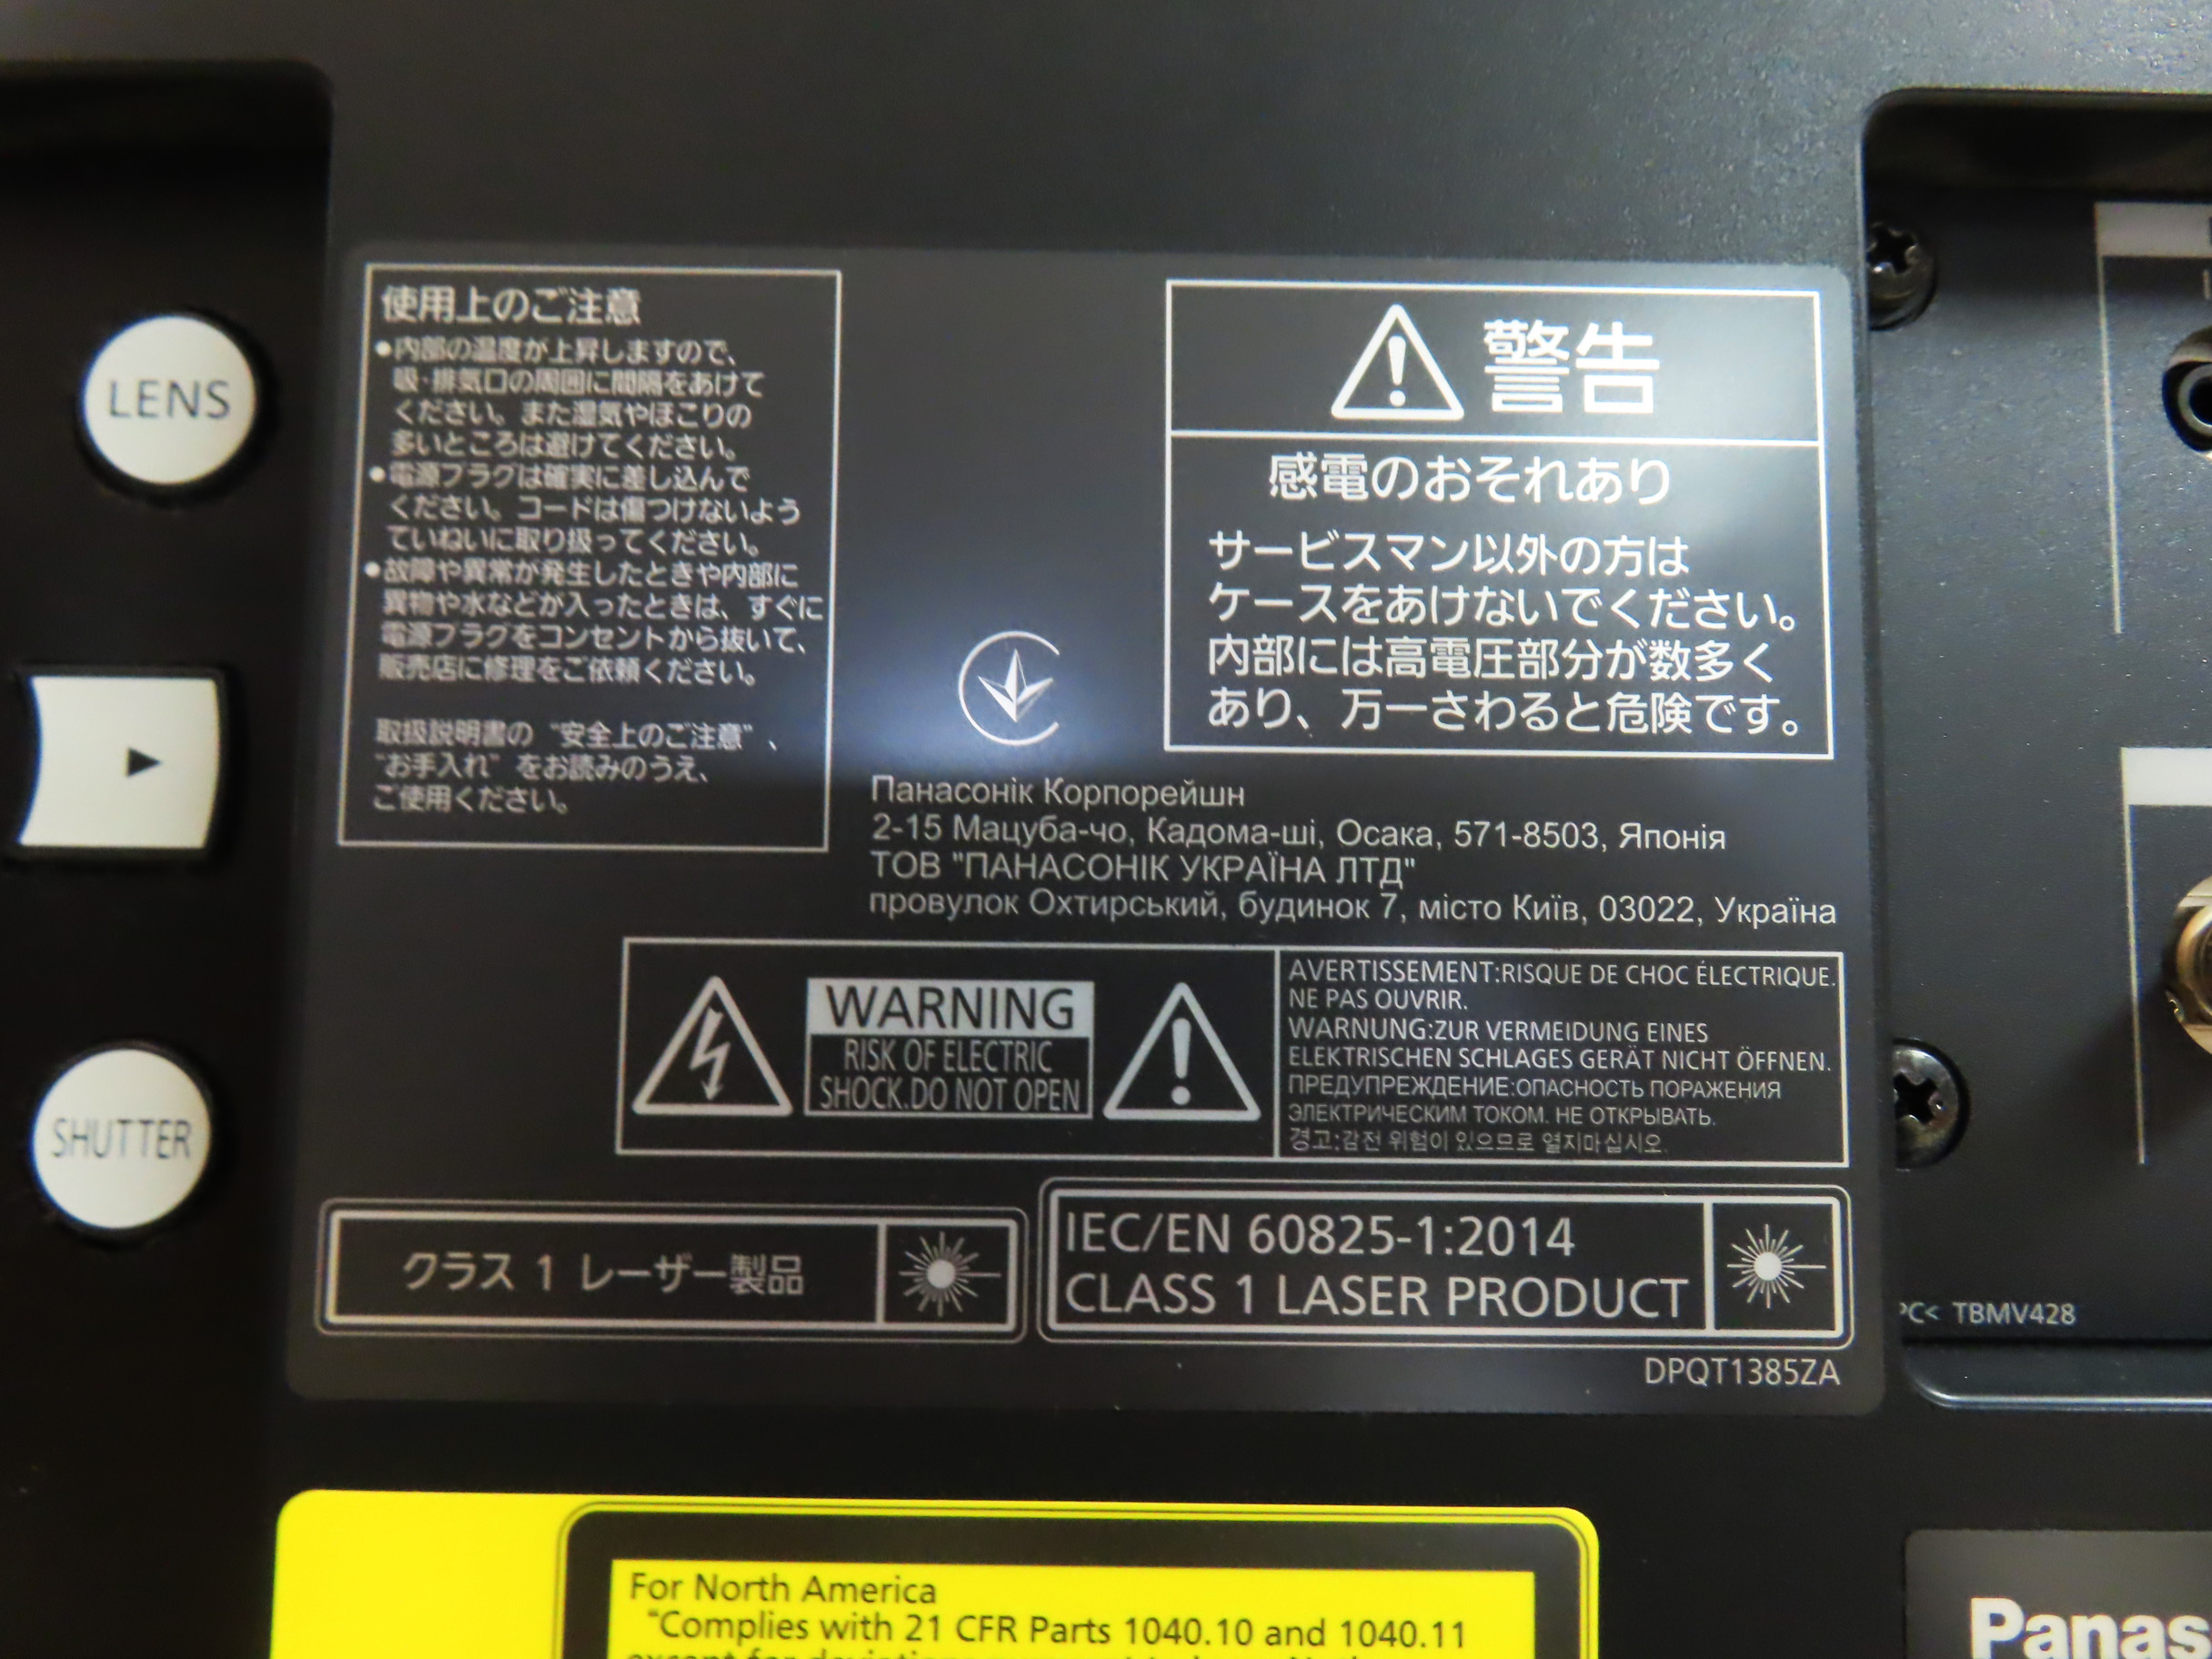 LENS
SHUTTER
使用上のご注意
●内部の温度が上昇しますので、
吸・排気口の周囲に間隔をあけて
ください。また湿気やほこりの
多いところは避けてください。
●電源プラグは確実に差し込んで
ください。コードは傷つけないよう
ていねいに取り扱ってください。
●故障や異常が発生したときや内部に
異物や水などが入ったときは、すぐに
電源プラグをコンセントから抜いて、
販売店に修理をご依頼ください。
取扱説明書の “安全上のご注意” 、
“お手入れ” をお読みのうえ、
ご使用ください。
警告
感電のおそれあり
サービスマン以外の方は
ケースをあけないでください。
内部には高電圧部分が数多く
あり、万一さわると危険です。
Панасонік Корпорейшн
2-15 Мацуба-чо, Кадома-ші, Осака, 571-8503, Японія
ТОВ "ПАНАСОНІК УКРАЇНА ЛТД"
провулок Охтирський, будинок 7, місто Київ, 03022, Україна
WARNING
RISK OF ELECTRIC
SHOCK.DO NOT OPEN
AVERTISSEMENT:RISQUE DE CHOC ÉLECTRIQUE.
NE PAS OUVRIR.
WARNUNG:ZUR VERMEIDUNG EINES
ELEKTRISCHEN SCHLAGES GERÄT NICHT ÖFFNEN.
ПРЕДУПРЕЖДЕНИЕ:ОПАСНОСТЬ ПОРАЖЕНИЯ
ЭЛЕКТРИЧЕСКИМ ТОКОМ. НЕ ОТКРЫВАТЬ.
경고:감전 위험이 있으므로 열지마십시오.
クラス 1 レーザー製品
IEC/EN 60825-1:2014
CLASS 1 LASER PRODUCT
DPQT1385ZA
PC< TBMV428
For North America
“Complies with 21 CFR Parts 1040.10 and 1040.11
except for deviations
Panas